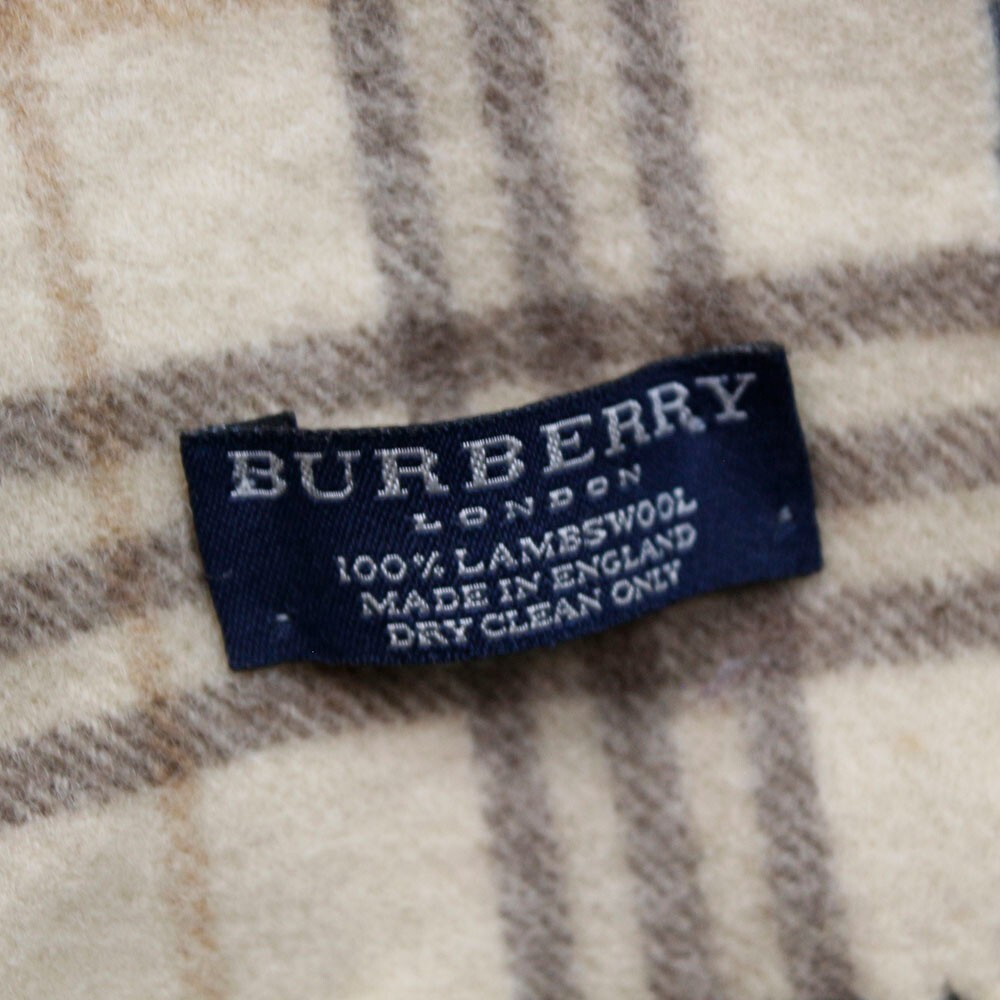 BURBERRY
LONDON
100% LAMBSWOOL
MADE IN ENGLAND
DRY CLEAN ONLY